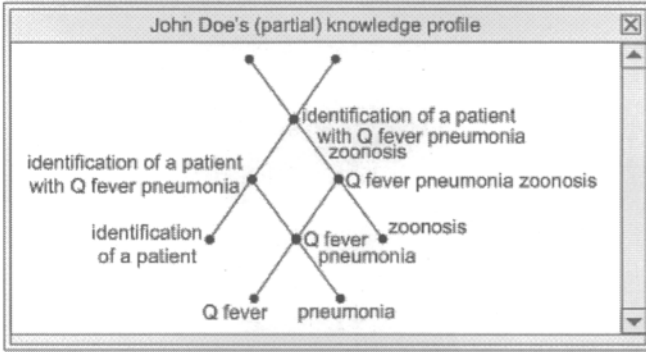 John Doe's (partial) knowledge profile
identification of a patient
with Q fever pneumonia
zoonosis
identification of a patient
with Q fever pneumonia
Q fever pneumonia zoonosis
identification
of a patient
Q fever
pneumonia
zoonosis
Q fever
pneumonia